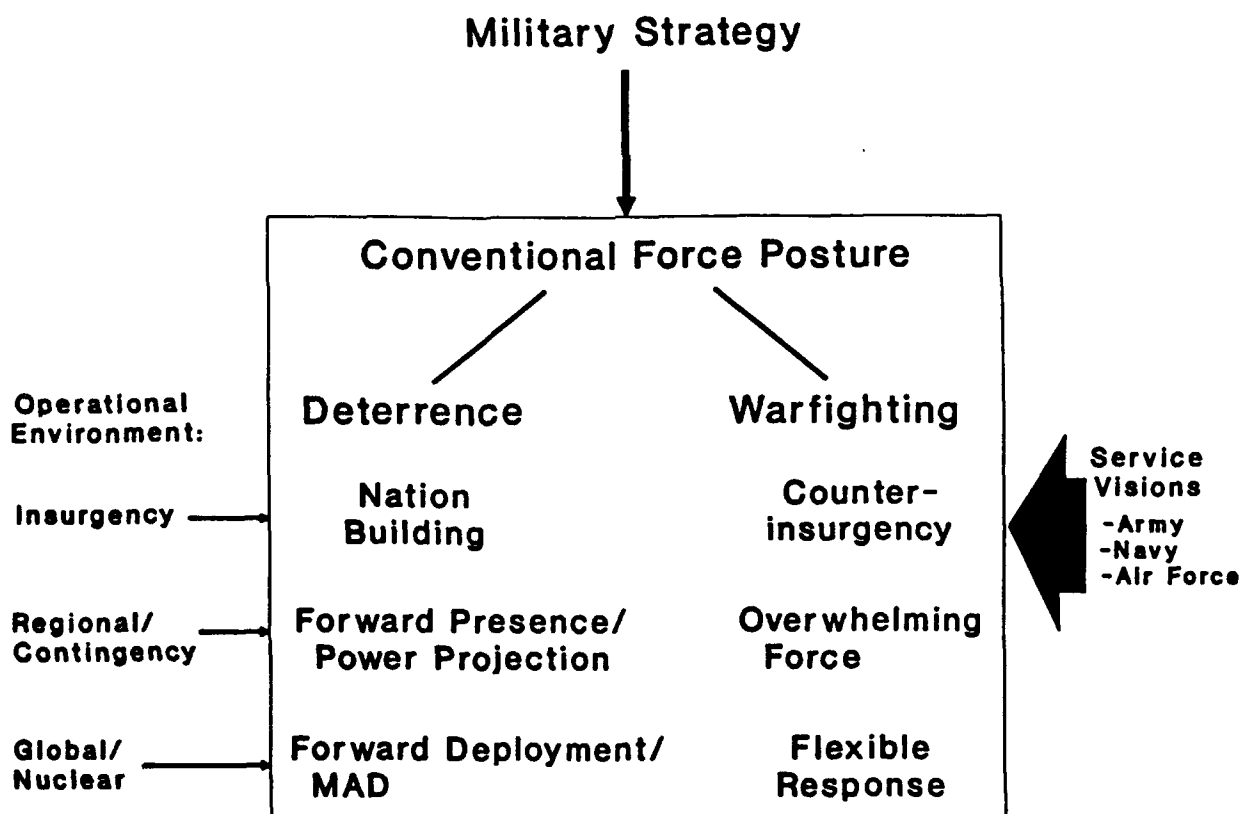 Military Strategy
Conventional Force Posture
Operational
Environment:
Deterrence
Warfighting
Insurgency
Nation
Building
Counter-
insurgency
Service
Visions
-Army
-Navy
-Air Force
Regional/
Contingency
Forward Presence/
Power Projection
Overwhelming
Force
Global/
Nuclear
Forward Deployment/
MAD
Flexible
Response